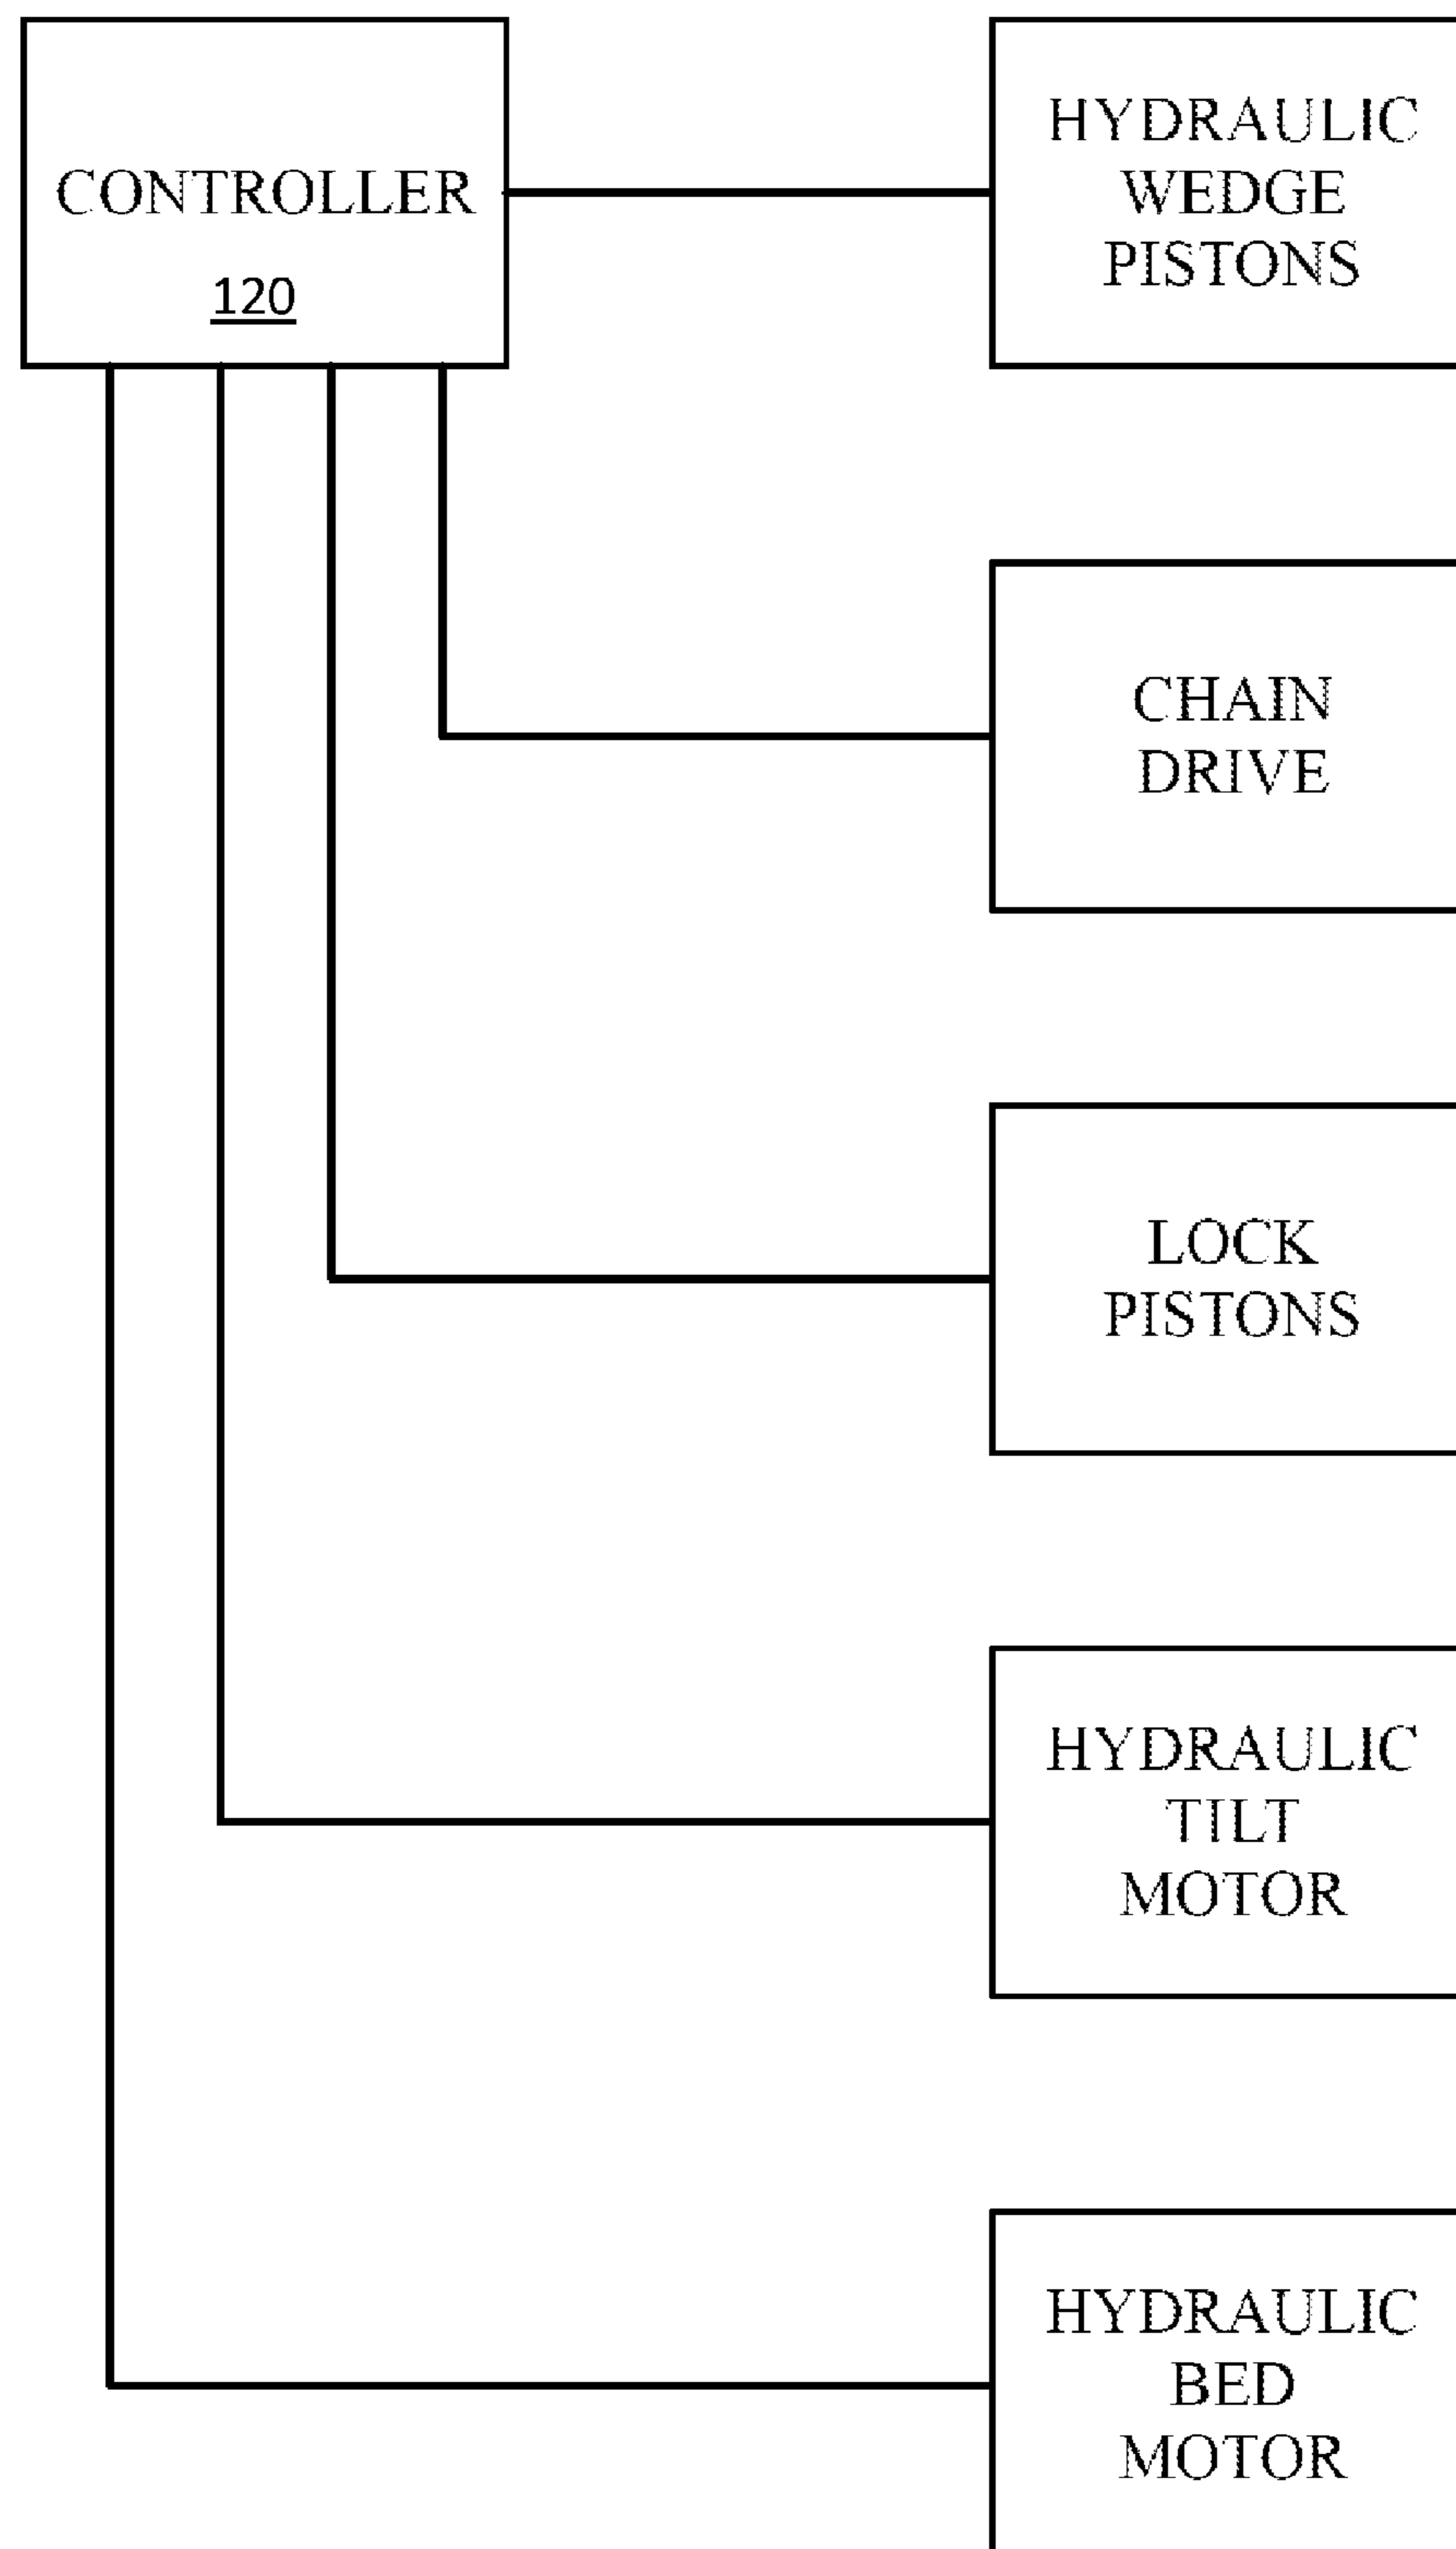 CONTROLLER
120
HYDRAULIC
WEDGE
PISTONS
CHAIN
DRIVE
LOCK
PISTONS
HYDRAULIC
TILT
MOTOR
HYDRAULIC
BED
MOTOR